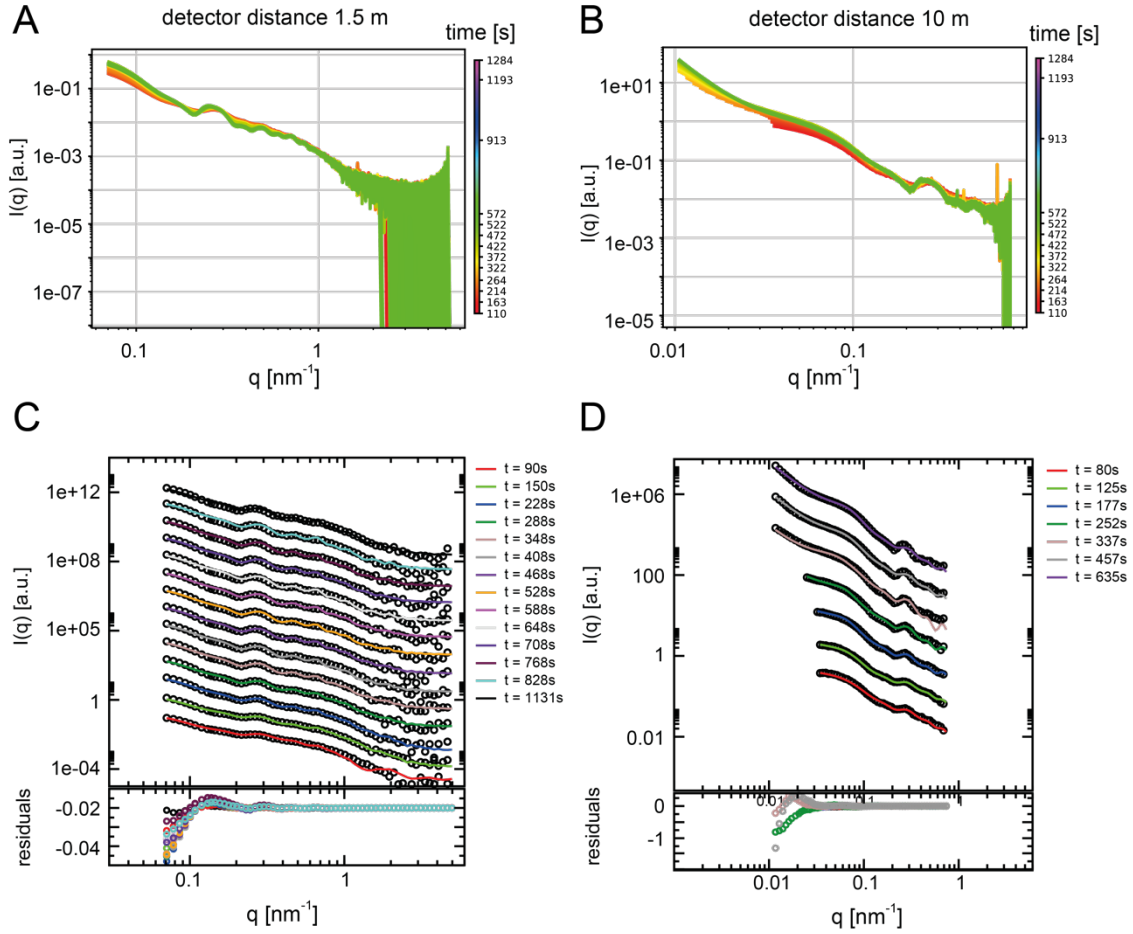 A
detector distance 1.5 m
time [s]
1284
1193
913
572
522
472
422
372
322
264
214
163
110
1e-01
1e-03
1e-05
1e-07
I(q) [a.u.]
0.1
1
q [nm⁻¹]
B
detector distance 10 m
time [s]
1284
1193
913
572
522
472
422
372
322
264
214
163
110
1e+01
1e-01
1e-03
1e-05
I(q) [a.u.]
0.01
0.1
q [nm⁻¹]
C
1e+12
1e+08
1e+05
1
1e-04
I(q) [a.u.]
t = 90s
t = 150s
t = 228s
t = 288s
t = 348s
t = 408s
t = 468s
t = 528s
t = 588s
t = 648s
t = 708s
t = 768s
t = 828s
t = 1131s
-0.02
-0.04
residuals
0.1
1
q [nm⁻¹]
D
1e+06
100
1
0.01
I(q) [a.u.]
t = 80s
t = 125s
t = 177s
t = 252s
t = 337s
t = 457s
t = 635s
0.01
0.1
1
0
-1
residuals
0.01
0.1
1
q [nm⁻¹]